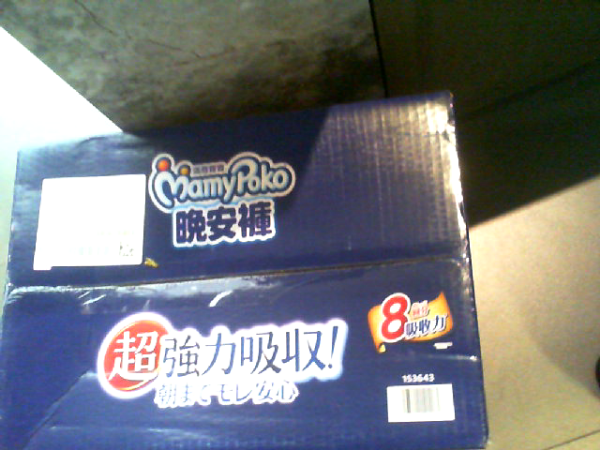 MamyPoko
晚安褲
超強力吸収!
朝までモレ安心
8倍
吸收力
153643